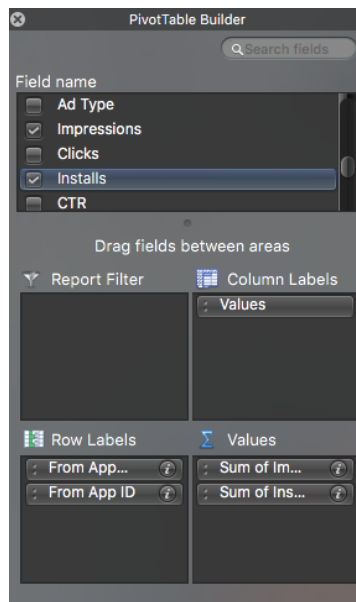 PivotTable Builder
Search fields
Field name
Ad Type
Impressions
Clicks
Installs
CTR
Drag fields between areas
Report Filter
Column Labels
Values
Row Labels
Values
From App...
Sum of Im...
From App ID
Sum of Ins...